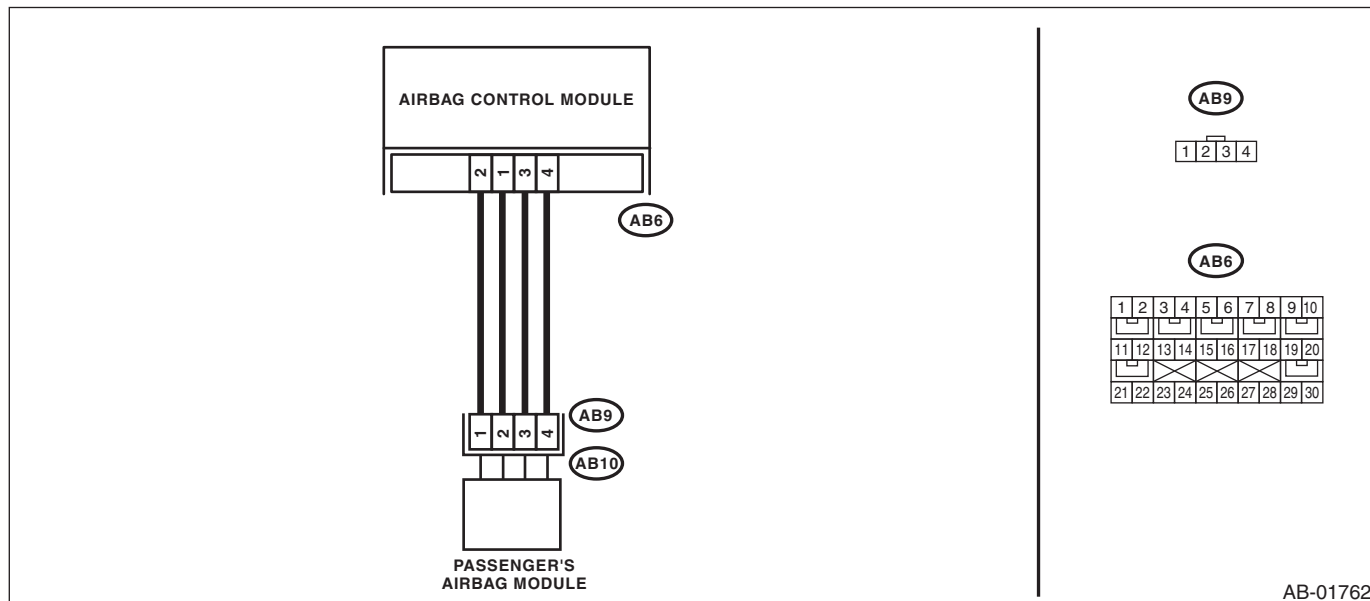 AIRBAG CONTROL MODULE
2 1 3 4
AB6
1 2 3 4
AB9
AB10
PASSENGER'S
AIRBAG MODULE
AB9
1 2 3 4
AB6
1 2 3 4 5 6 7 8 9 10
11 12 13 14 15 16 17 18 19 20
21 22 23 24 25 26 27 28 29 30
AB-01762